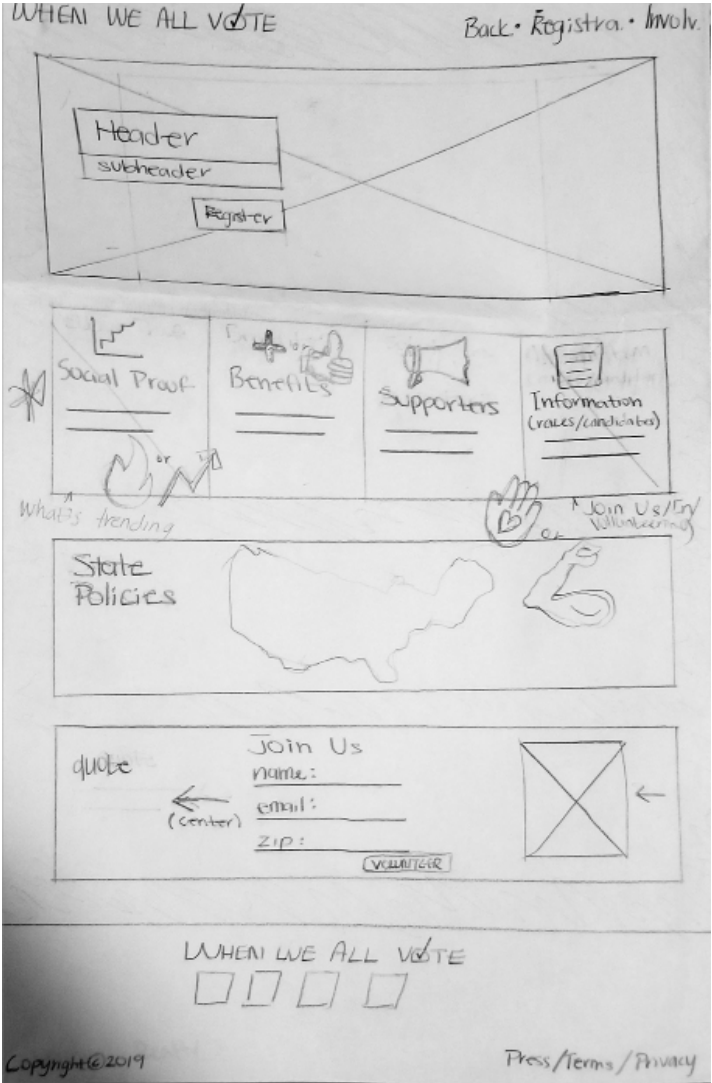 WHEN WE ALL VOTE
Back • Registra. • Involv.
Header
subheader
Register
Social Proof
or
What's trending
or
Benefits
Supporters
Information
(races/candidates)
Join Us/
Volunteering
or
State
Policies
quote
(center)
Join Us
name:
email:
zip:
VOLUNTEER
WHEN WE ALL VOTE
Copyright © 2019
Press/Terms/Privacy